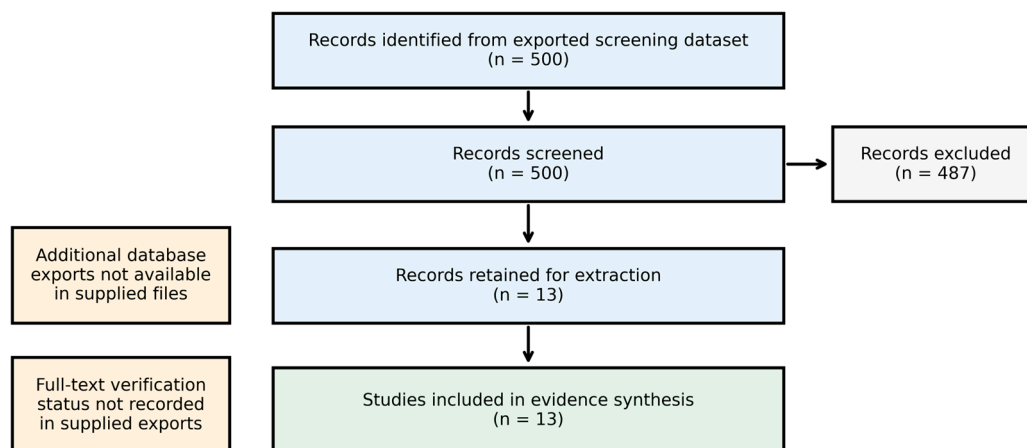 Records identified from exported screening dataset
(n = 500)
Records screened
(n = 500)
Records excluded
(n = 487)
Additional database
exports not available
in supplied files
Records retained for extraction
(n = 13)
Full-text verification
status not recorded
in supplied exports
Studies included in evidence synthesis
(n = 13)